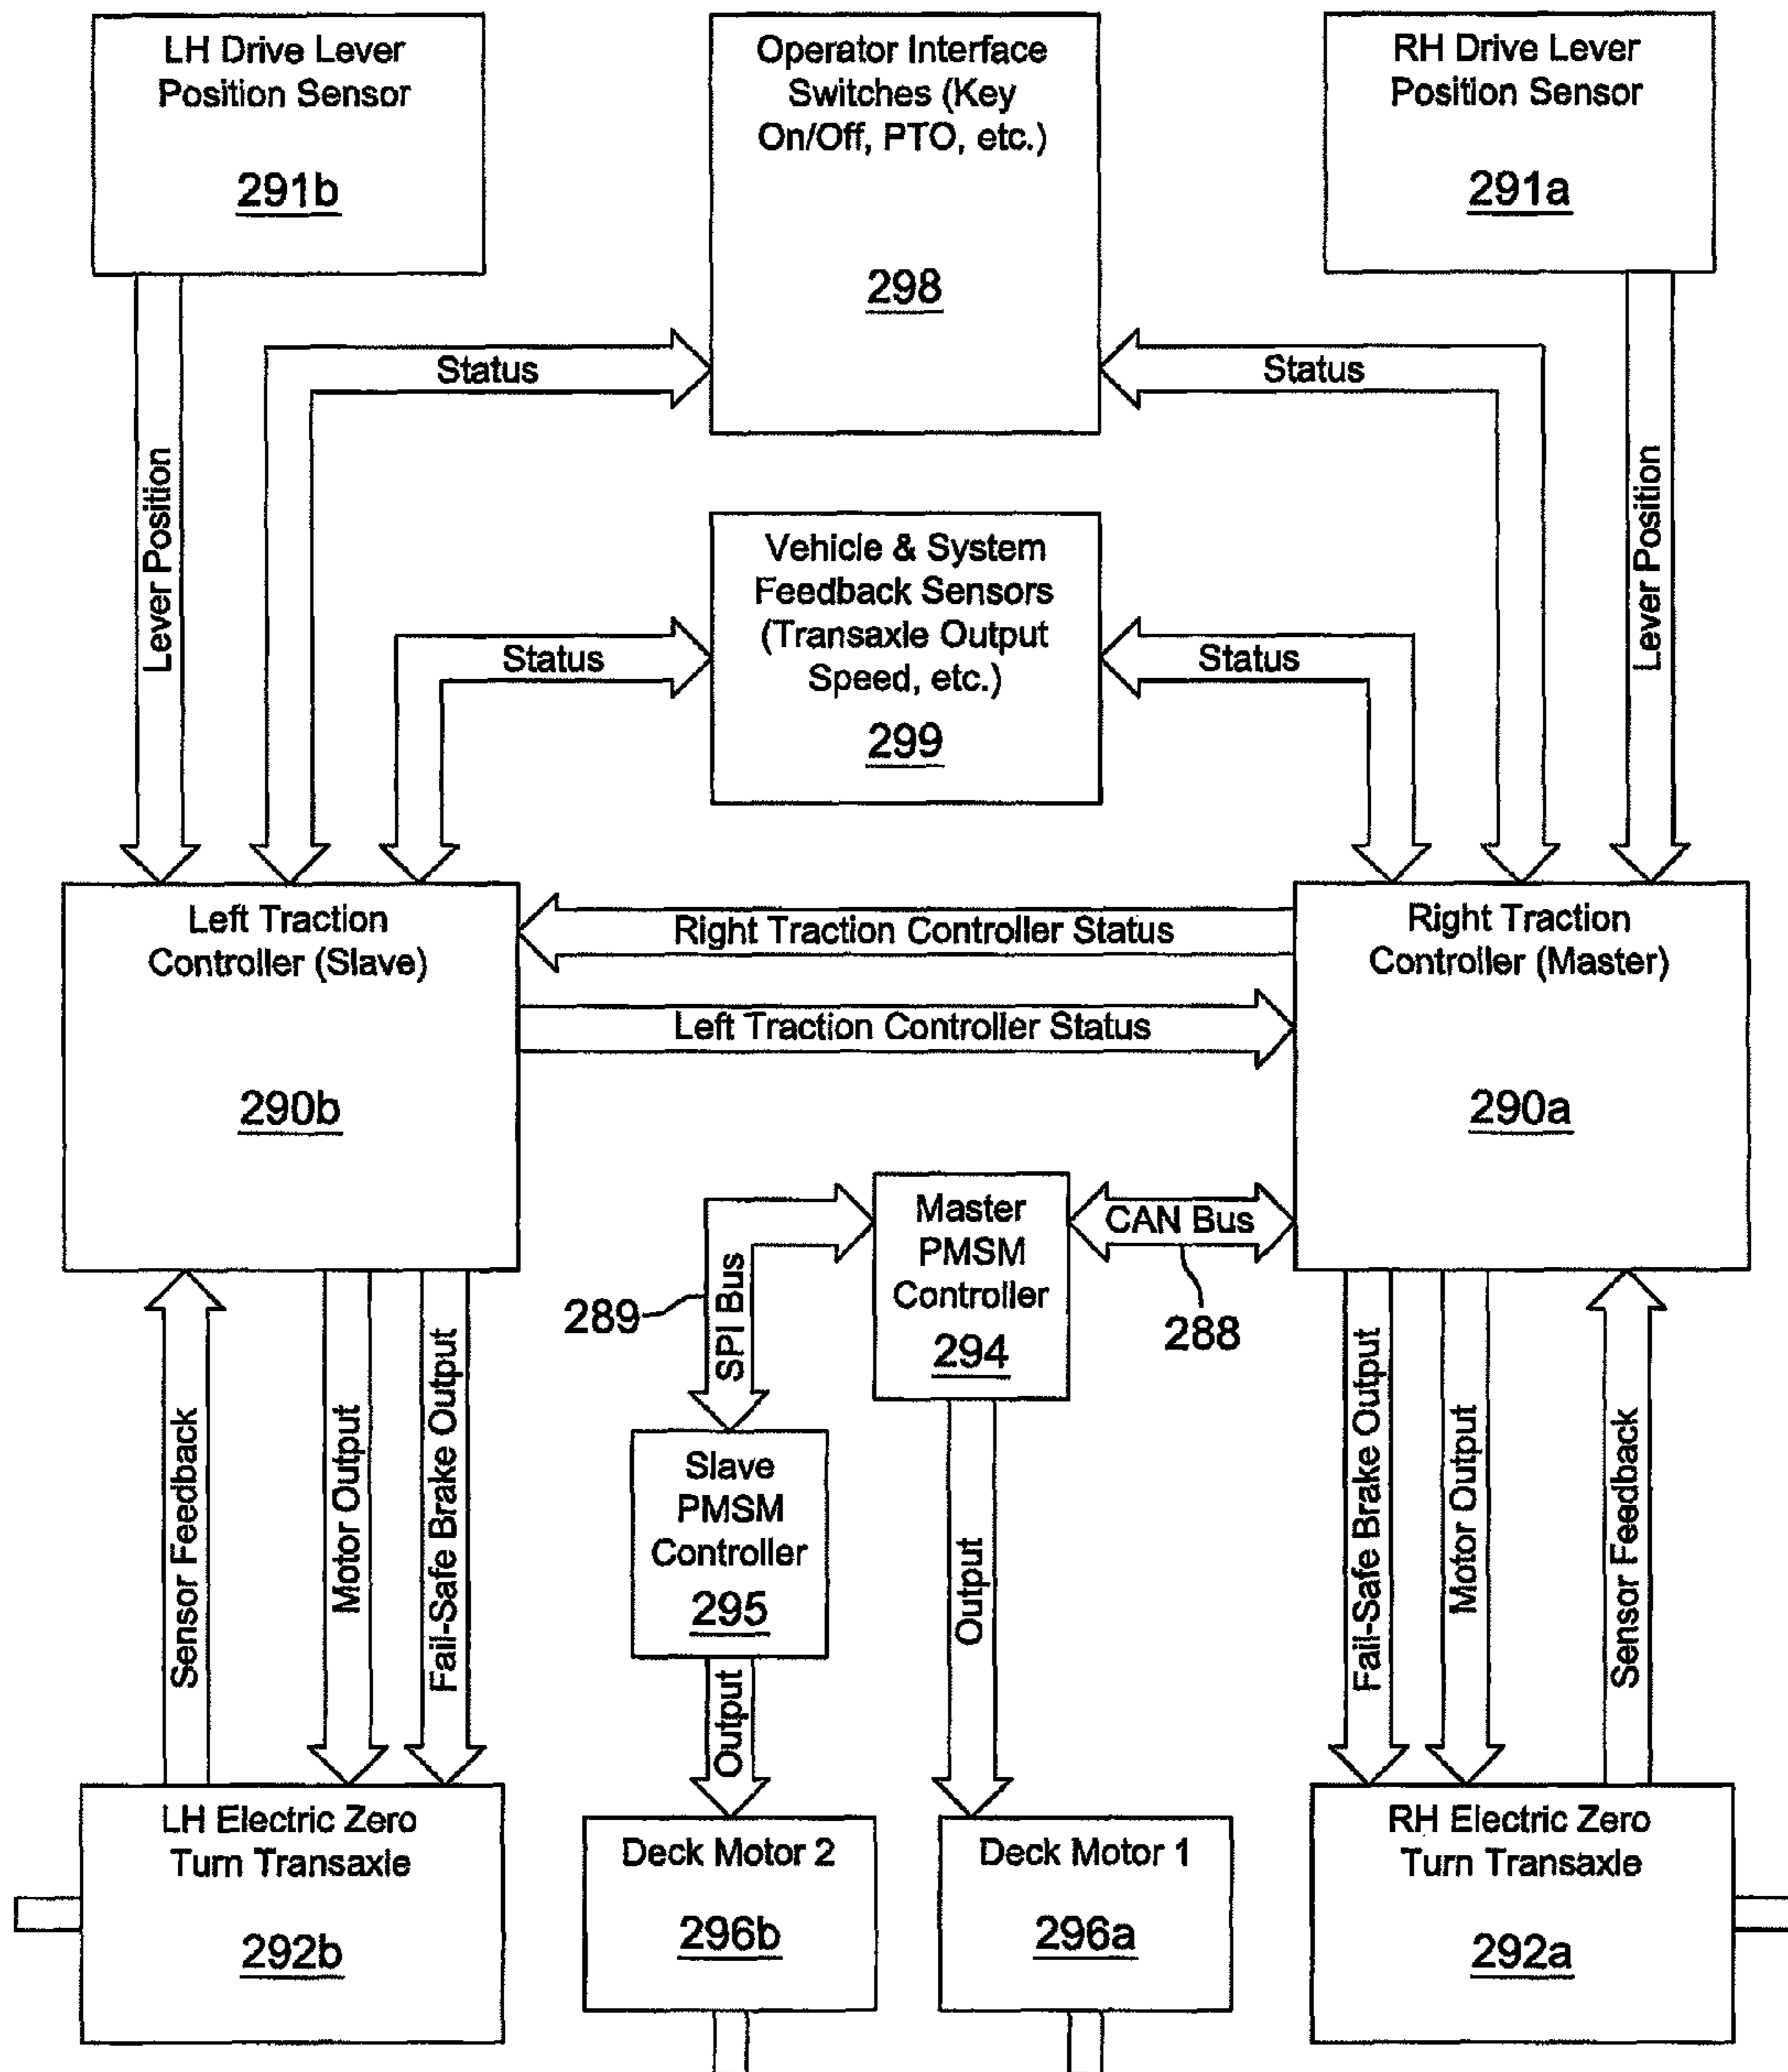 LH Drive Lever
Position Sensor
291b
Operator Interface
Switches (Key
On/Off, PTO, etc.)
298
RH Drive Lever
Position Sensor
291a
Status
Status
Lever Position
Lever Position
Vehicle & System
Feedback Sensors
(Transaxle Output
Speed, etc.)
299
Status
Status
Left Traction
Controller (Slave)
290b
Right Traction Controller Status
Left Traction Controller Status
Right Traction
Controller (Master)
290a
Master
PMSM
Controller
294
CAN Bus
288
SPI Bus
289
Slave
PMSM
Controller
295
Sensor Feedback
Motor Output
Fail-Safe Brake Output
Output
Output
Fail-Safe Brake Output
Motor Output
Sensor Feedback
LH Electric Zero
Turn Transaxle
292b
Deck Motor 2
296b
Deck Motor 1
296a
RH Electric Zero
Turn Transaxle
292a